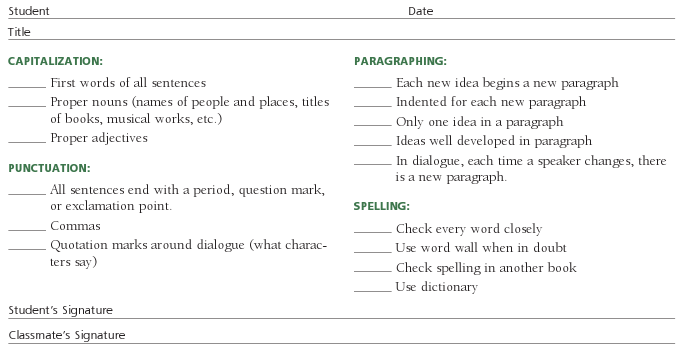 Student Date
Title
CAPITALIZATION:
______ First words of all sentences
______ Proper nouns (names of people and places, titles
of books, musical works, etc.)
______ Proper adjectives
PUNCTUATION:
______ All sentences end with a period, question mark,
or exclamation point.
______ Commas
______ Quotation marks around dialogue (what charac-
ters say)
PARAGRAPHING:
______ Each new idea begins a new paragraph
______ Indented for each new paragraph
______ Only one idea in a paragraph
______ Ideas well developed in paragraph
______ In dialogue, each time a speaker changes, there
is a new paragraph.
SPELLING:
______ Check every word closely
______ Use word wall when in doubt
______ Check spelling in another book
______ Use dictionary
Student's Signature
Classmate's Signature